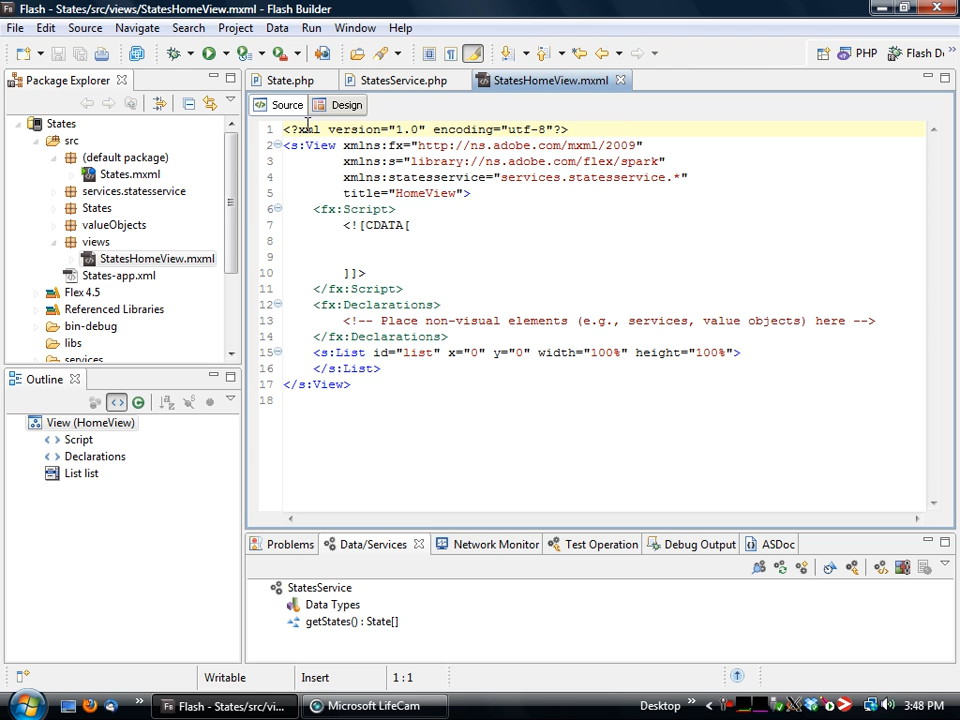 Flash - States/src/views/StatesHomeView.mxml - Flash Builder
File Edit Source Navigate Search Project Data Run Window Help
PHP Flash D
Package Explorer
State.php StatesService.php StatesHomeView.mxml
Source Design
States
src
(default package)
States.mxml
services.statesservice
States
valueObjects
views
StatesHomeView.mxml
States-app.xml
Flex 4.5
Referenced Libraries
bin-debug
libs
services
1 <?xml version="1.0" encoding="utf-8"?>
2 <s:View xmlns:fx="http://ns.adobe.com/mxml/2009"
3 xmlns:s="library://ns.adobe.com/flex/spark"
4 xmlns:statesservice="services.statesservice.*"
5 title="HomeView">
6 <fx:Script>
7 <![CDATA[
8
9
10 ]]>
11 </fx:Script>
12 <fx:Declarations>
13 <!-- Place non-visual elements (e.g., services, value objects) here -->
14 </fx:Declarations>
15 <s:List id="list" x="0" y="0" width="100%" height="100%">
16 </s:List>
17 </s:View>
18
Outline
View (HomeView)
Script
Declarations
List list
Problems Data/Services Network Monitor Test Operation Debug Output ASDoc
StatesService
Data Types
getStates() : State[]
Writable Insert 1 : 1
Flash - States/src/vi... Microsoft LifeCam Desktop 3:48 PM